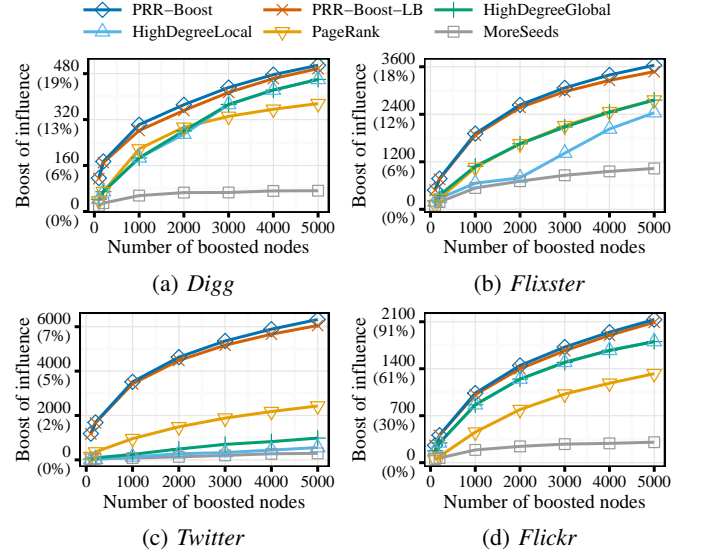 PRR−Boost PRR−Boost−LB HighDegreeGlobal
HighDegreeLocal PageRank MoreSeeds
Boost of influence
480
(19%)
320
(13%)
160
(6%)
0
(0%)
0 1000 2000 3000 4000 5000
Number of boosted nodes
(a) Digg
Boost of influence
3600
(18%)
2400
(12%)
1200
(6%)
0
(0%)
0 1000 2000 3000 4000 5000
Number of boosted nodes
(b) Flixster
Boost of influence
6000
(7%)
4000
(5%)
2000
(2%)
0
(0%)
0 1000 2000 3000 4000 5000
Number of boosted nodes
(c) Twitter
Boost of influence
2100
(91%)
1400
(61%)
700
(30%)
0
(0%)
0 1000 2000 3000 4000 5000
Number of boosted nodes
(d) Flickr